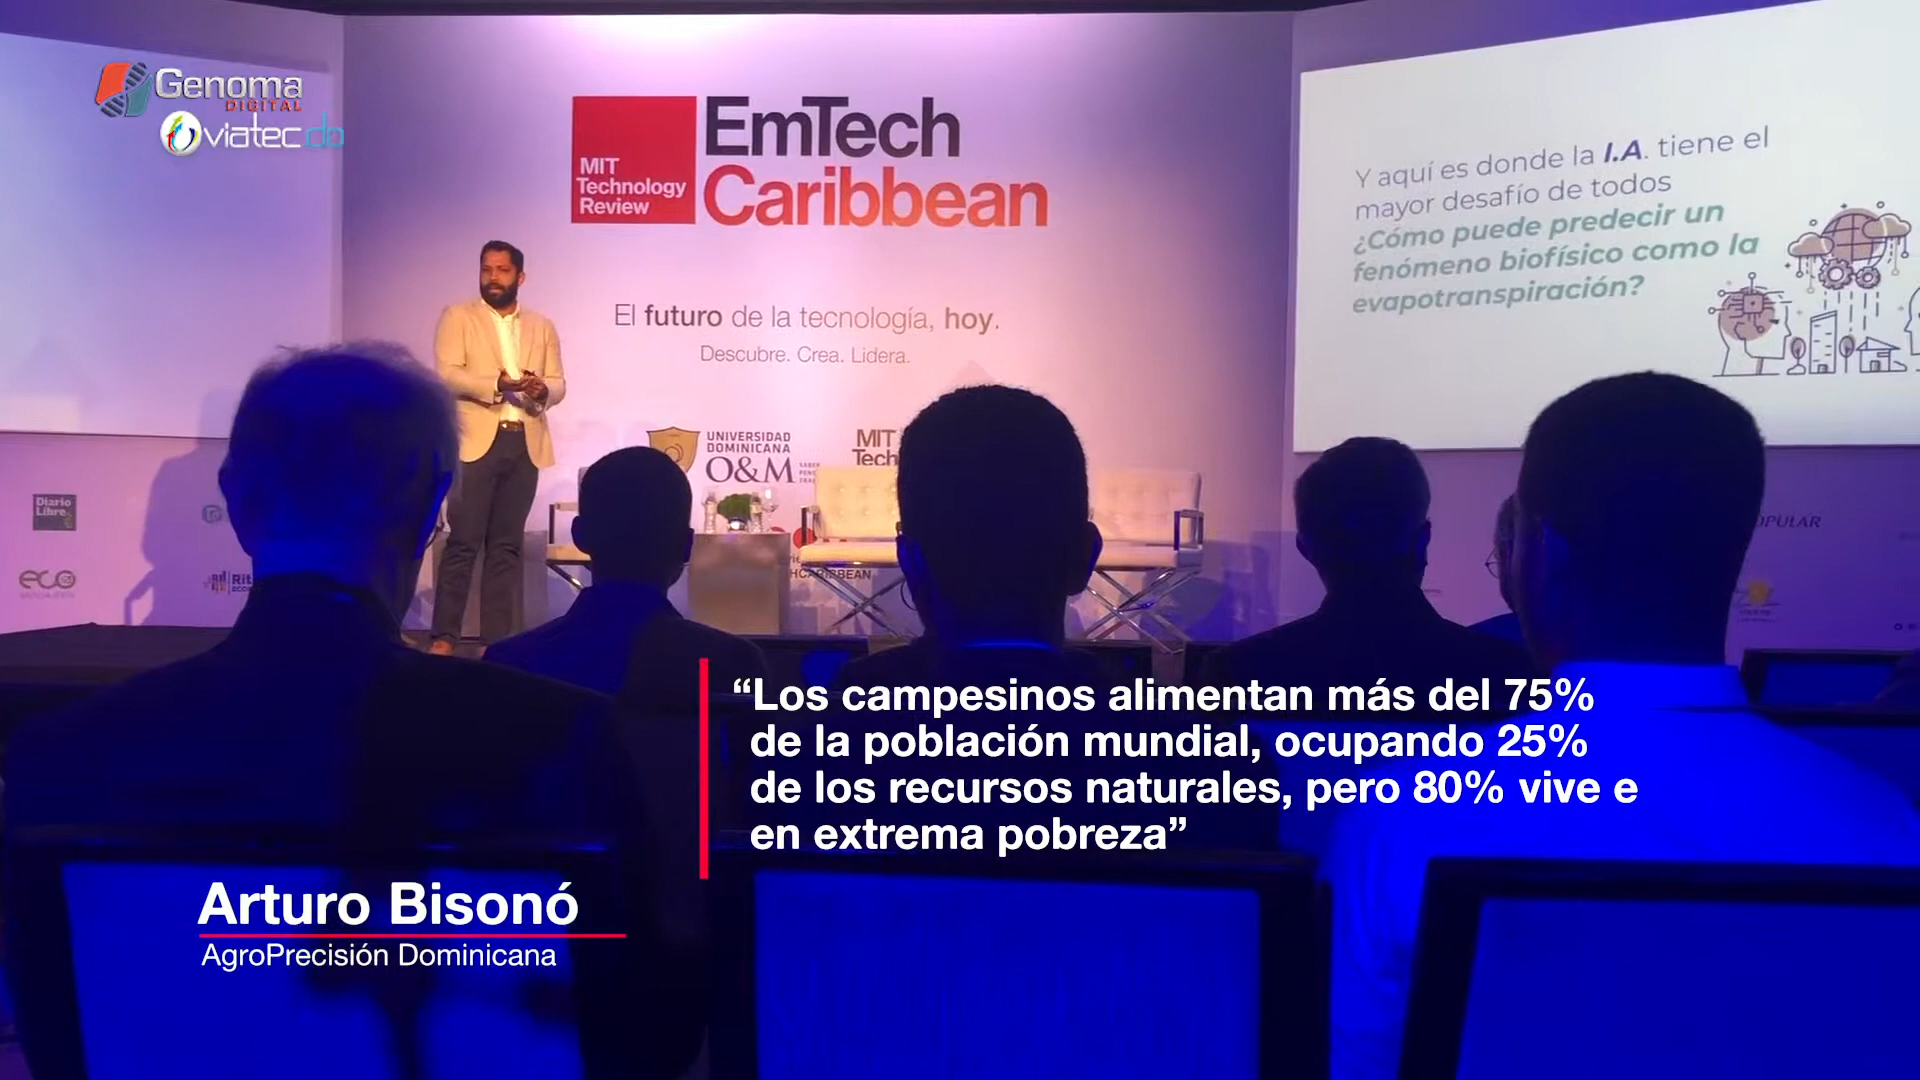 Genoma
DIGITAL
viatec.do
MIT
Technology
Review
EmTech
Caribbean
El futuro de la tecnología, hoy.
Descubre. Crea. Lidera.
UNIVERSIDAD
DOMINICANA
O&M
MIT
Tech
Y aquí es donde la I.A. tiene el
mayor desafío de todos
¿Cómo puede predecir un
fenómeno biofísico como la
evapotranspiración?
Diario
Libre
eco
“Los campesinos alimentan más del 75%
de la población mundial, ocupando 25%
de los recursos naturales, pero 80% vive e
en extrema pobreza”
Arturo Bisonó
AgroPrecisión Dominicana